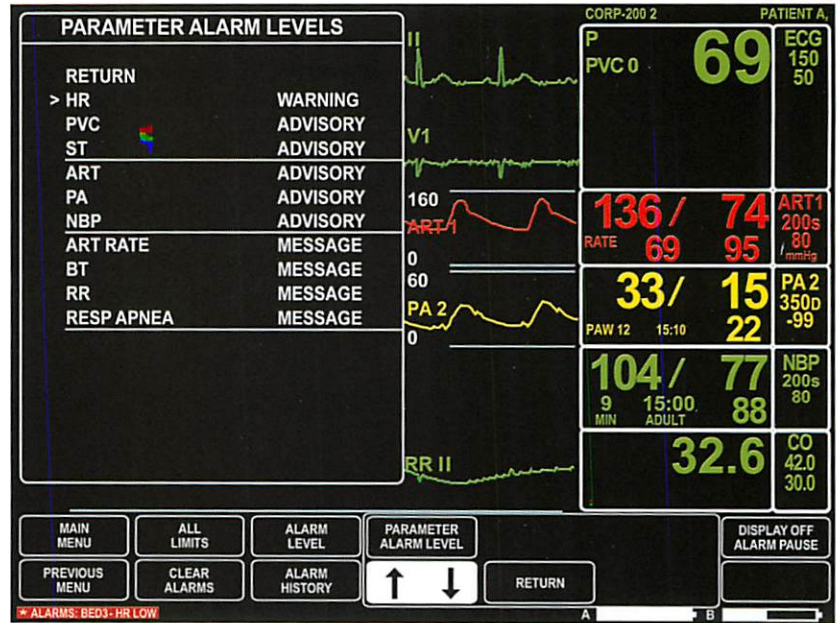 CORP-200 2 PATIENT A,
PARAMETER ALARM LEVELS
RETURN
> HR WARNING
PVC ADVISORY
ST ADVISORY
ART ADVISORY
PA ADVISORY
NBP ADVISORY
ART RATE MESSAGE
BT MESSAGE
RR MESSAGE
RESP APNEA MESSAGE
II
V1
160
ART 1
0
60
PA 2
0
RR II
P
PVC 0
69
ECG
150
50
136/ 74
RATE 69 95
ART1
200s
80
/mmHg
33/ 15
PAW 12 15:10 22
PA 2
350D
-99
104/ 77
9 15:00 88
MIN ADULT
NBP
200s
80
32.6
CO
42.0
30.0
MAIN MENU
ALL LIMITS
ALARM LEVEL
PARAMETER ALARM LEVEL
DISPLAY OFF ALARM PAUSE
PREVIOUS MENU
CLEAR ALARMS
ALARM HISTORY
↑ ↓
RETURN
* ALARMS: BED3 - HR LOW
A B